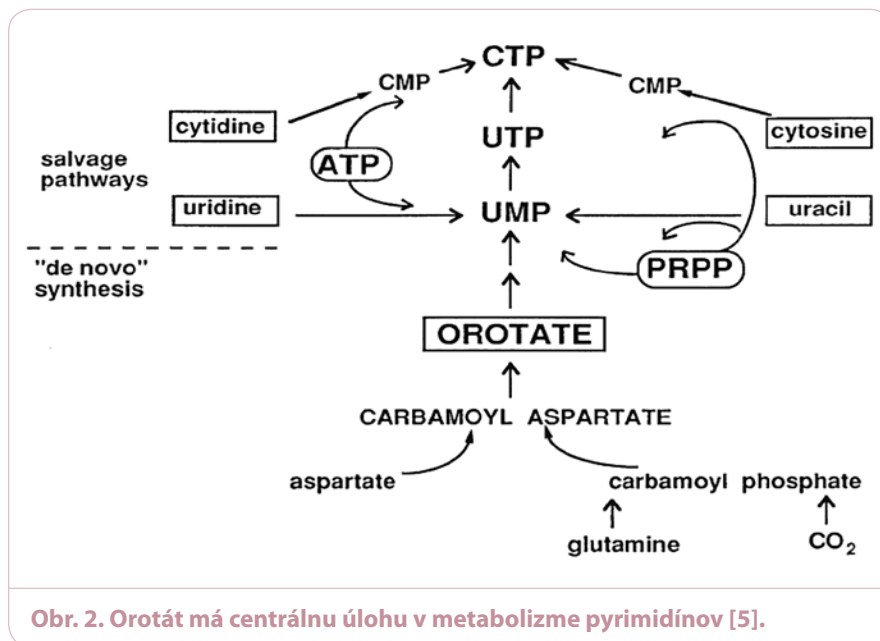 CTP
CMP
CMP
cytidine
cytosine
UTP
salvage
pathways
ATP
uridine
UMP
uracil
"de novo"
synthesis
PRPP
OROTATE
CARBAMOYL ASPARTATE
aspartate
carbamoyl phosphate
glutamine
CO2
Obr. 2. Orotát má centrálnu úlohu v metabolizme pyrimidínov [5].